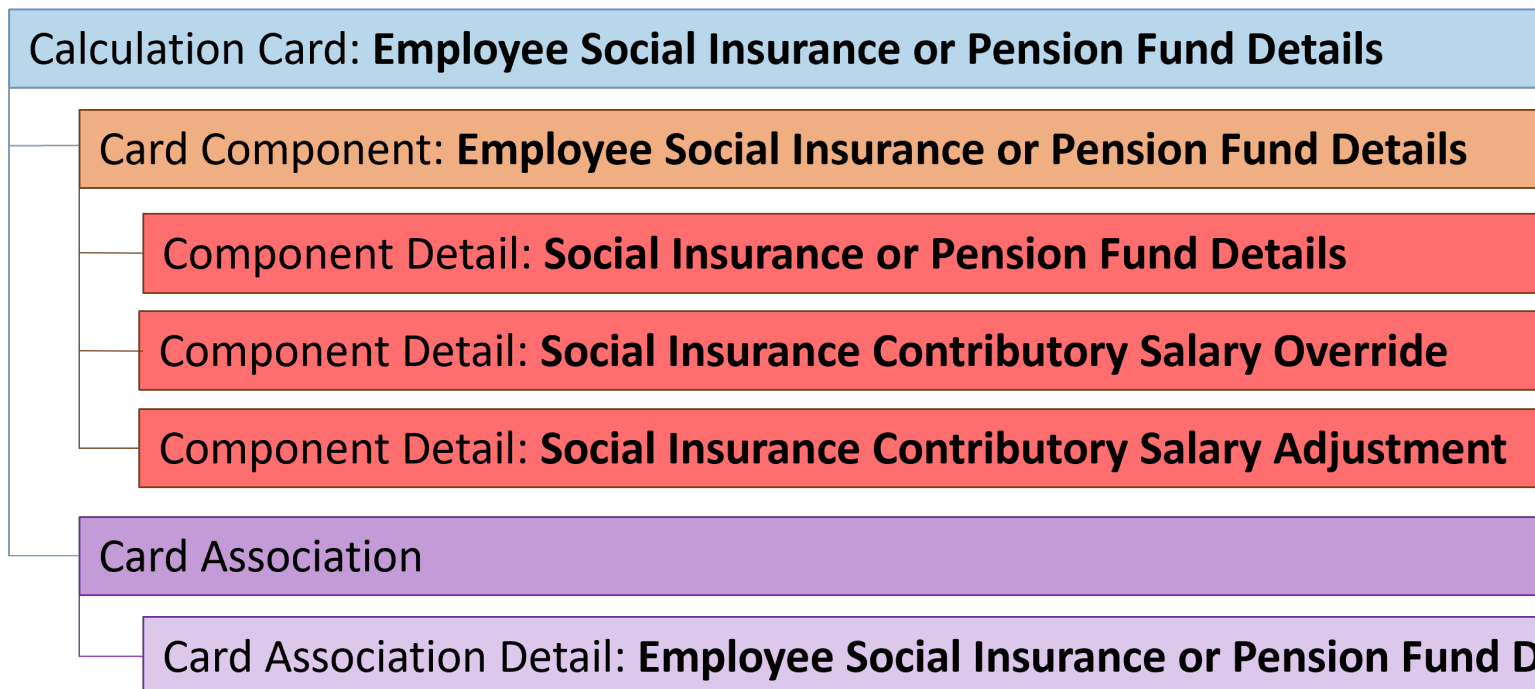 Calculation Card: Employee Social Insurance or Pension Fund Details
Card Component: Employee Social Insurance or Pension Fund Details
Component Detail: Social Insurance or Pension Fund Details
Component Detail: Social Insurance Contributory Salary Override
Component Detail: Social Insurance Contributory Salary Adjustment
Card Association
Card Association Detail: Employee Social Insurance or Pension Fund